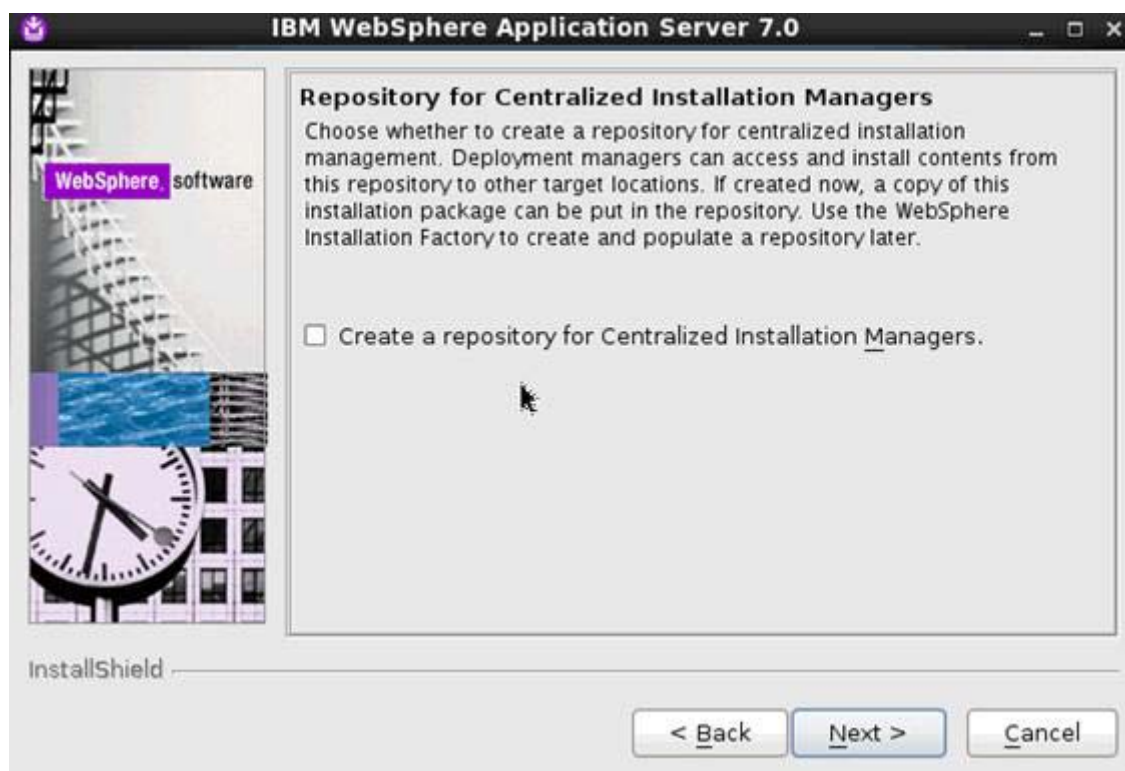 IBM WebSphere Application Server 7.0
WebSphere. software
Repository for Centralized Installation Managers
Choose whether to create a repository for centralized installation
management. Deployment managers can access and install contents from
this repository to other target locations. If created now, a copy of this
installation package can be put in the repository. Use the WebSphere
Installation Factory to create and populate a repository later.
Create a repository for Centralized Installation Managers.
InstallShield
< Back
Next >
Cancel